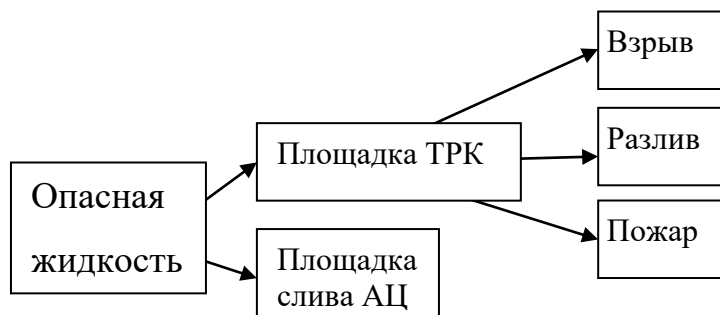 Взрыв
Площадка ТРК
Разлив
Опасная
жидкость
Пожар
Площадка
слива АЦ